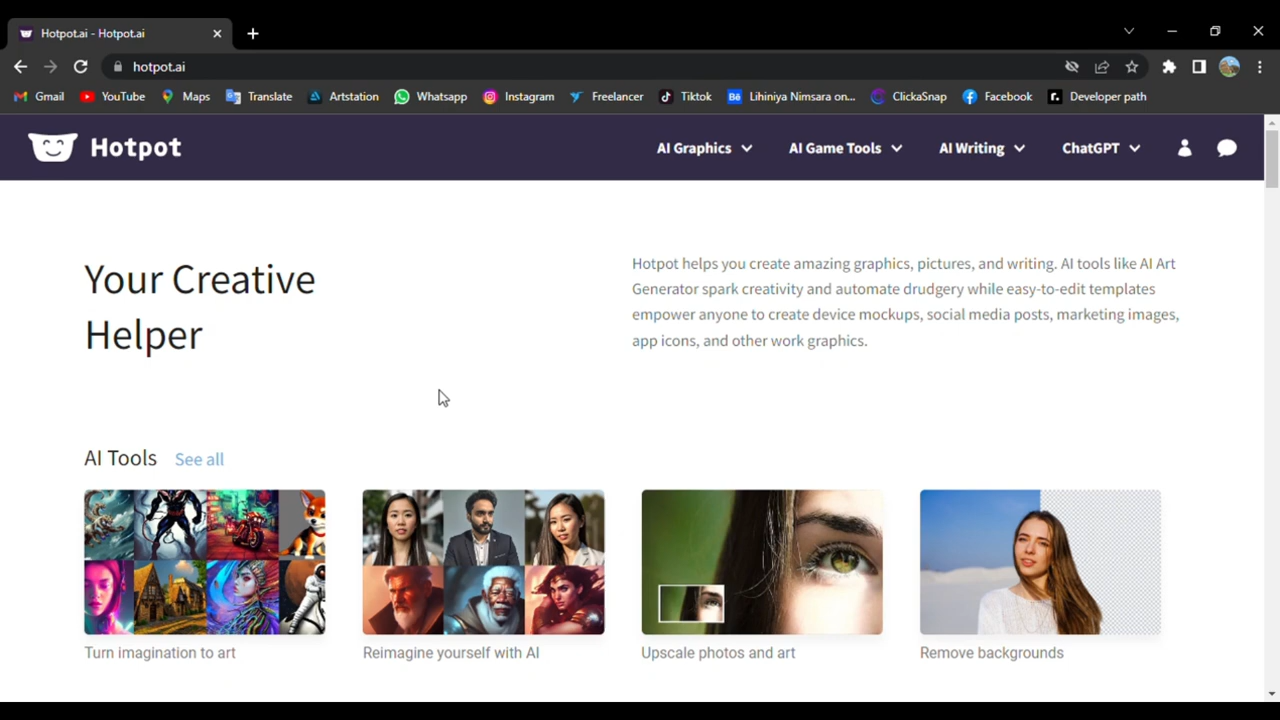 Hotpot.ai - Hotpot.ai
hotpot.ai
Gmail YouTube Maps Translate Artstation Whatsapp Instagram Freelancer Tiktok Bē Lihiniya Nimsara on... ClickaSnap Facebook r. Developer path
Hotpot AI Graphics AI Game Tools AI Writing ChatGPT
Your Creative
Helper
Hotpot helps you create amazing graphics, pictures, and writing. AI tools like AI Art
Generator spark creativity and automate drudgery while easy-to-edit templates
empower anyone to create device mockups, social media posts, marketing images,
app icons, and other work graphics.
AI Tools See all
Turn imagination to art
Reimagine yourself with AI
Upscale photos and art
Remove backgrounds